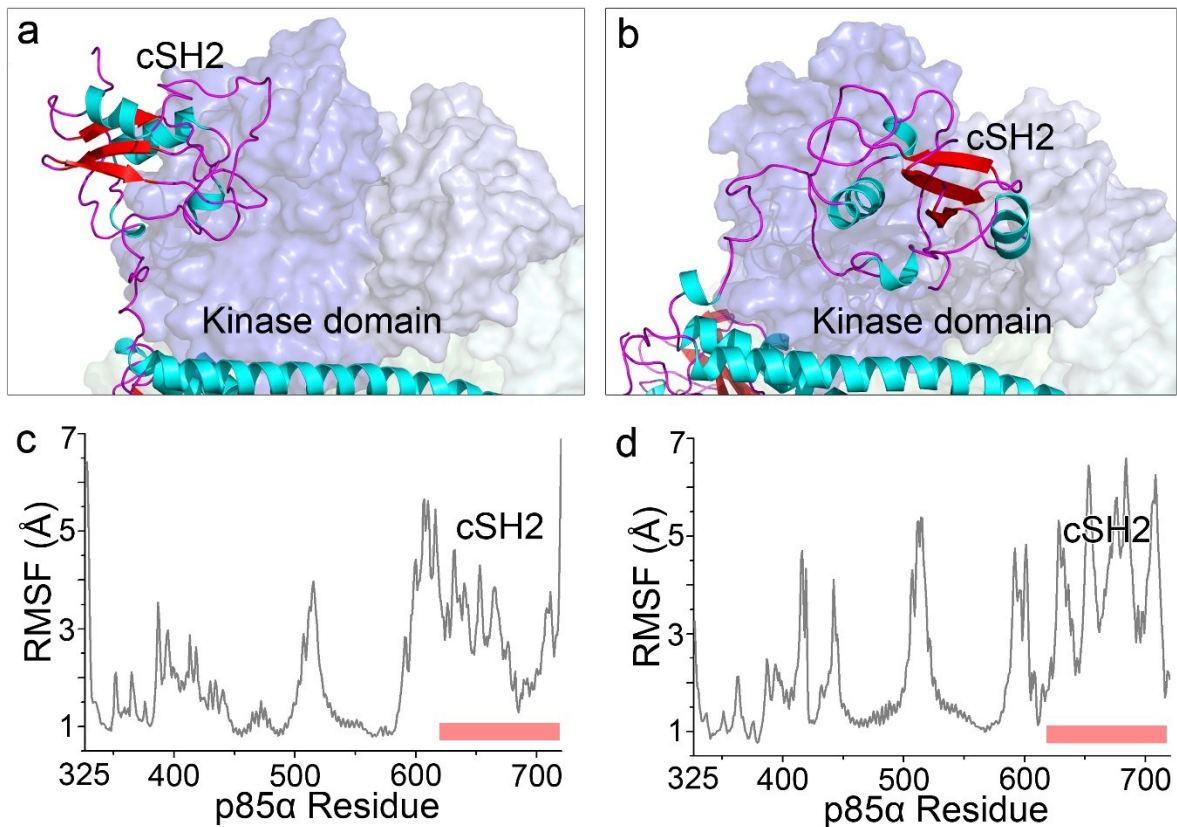 a
cSH2
Kinase domain
b
cSH2
Kinase domain
c
7
5
3
1
RMSF (Å)
cSH2
325 400 500 600 700
p85α Residue
d
7
5
3
1
RMSF (Å)
cSH2
325 400 500 600 700
p85α Residue